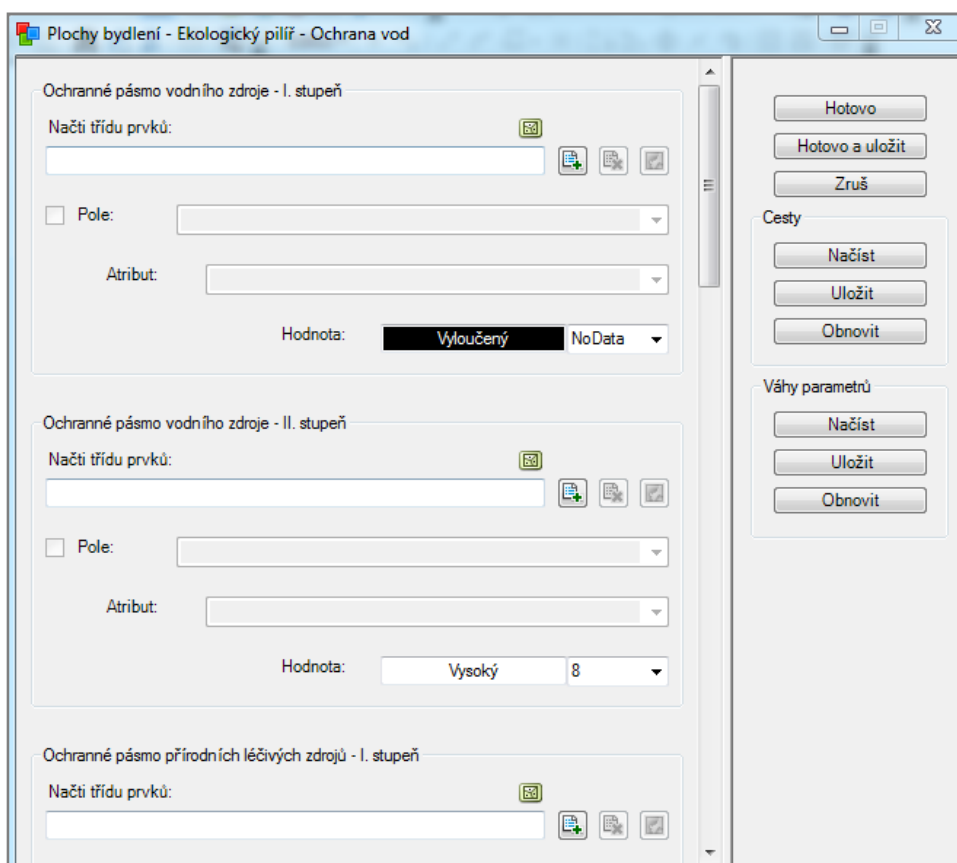 Plochy bydlení - Ekologický pilíř - Ochrana vod
Ochranné pásmo vodního zdroje - I. stupeň
Načti třídu prvků:
Pole:
Atribut:
Hodnota: Vyloučený NoData
Ochranné pásmo vodního zdroje - II. stupeň
Načti třídu prvků:
Pole:
Atribut:
Hodnota: Vysoký 8
Ochranné pásmo přírodních léčivých zdrojů - I. stupeň
Načti třídu prvků:
Hotovo
Hotovo a uložit
Zruš
Cesty
Načíst
Uložit
Obnovit
Váhy parametrů
Načíst
Uložit
Obnovit